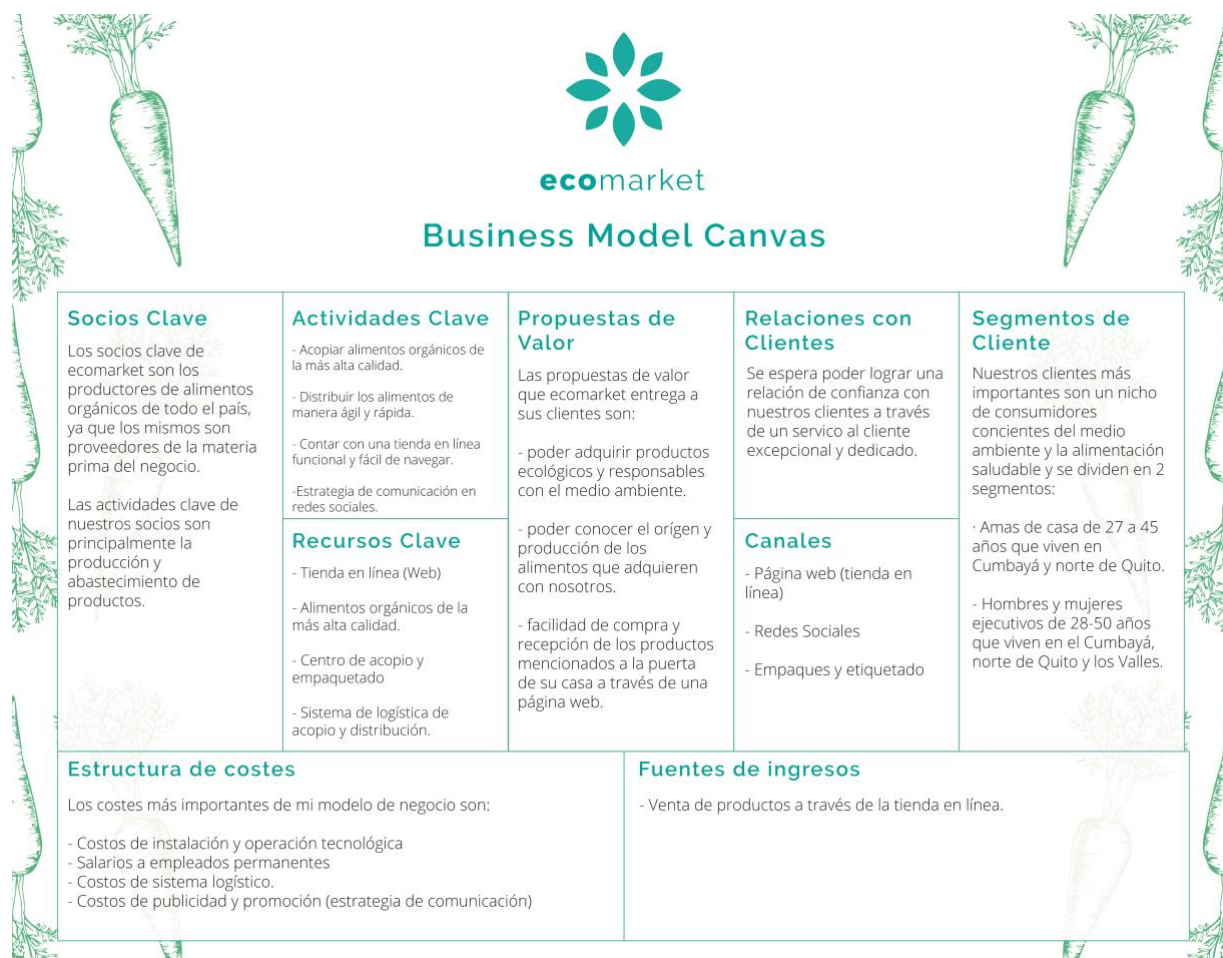 ecomarket
Business Model Canvas
Socios Clave
Los socios clave de
ecomarket son los
productores de alimentos
orgánicos de todo el país,
ya que los mismos son
proveedores de la materia
prima del negocio.
Las actividades clave de
nuestros socios son
principalmente la
producción y
abastecimiento de
productos.
Actividades Clave
- Acopiar alimentos orgánicos de
la más alta calidad.
- Distribuir los alimentos de
manera ágil y rápida.
- Contar con una tienda en línea
funcional y fácil de navegar.
-Estrategia de comunicación en
redes sociales.
Recursos Clave
- Tienda en línea (Web)
- Alimentos orgánicos de la
más alta calidad.
- Centro de acopio y
empaquetado
- Sistema de logística de
acopio y distribución.
Propuestas de
Valor
Las propuestas de valor
que ecomarket entrega a
sus clientes son:
- poder adquirir productos
ecológicos y responsables
con el medio ambiente.
- poder conocer el orígen y
producción de los
alimentos que adquieren
con nosotros.
- facilidad de compra y
recepción de los productos
mencionados a la puerta
de su casa a través de una
página web.
Relaciones con
Clientes
Se espera poder lograr una
relación de confianza con
nuestros clientes a través
de un servico al cliente
excepcional y dedicado.
Canales
- Página web (tienda en
línea)
- Redes Sociales
- Empaques y etiquetado
Segmentos de
Cliente
Nuestros clientes más
importantes son un nicho
de consumidores
concientes del medio
ambiente y la alimentación
saludable y se dividen en 2
segmentos:
· Amas de casa de 27 a 45
años que viven en
Cumbayá y norte de Quito.
- Hombres y mujeres
ejecutivos de 28-50 años
que viven en el Cumbayá,
norte de Quito y los Valles.
Estructura de costes
Los costes más importantes de mi modelo de negocio son:
- Costos de instalación y operación tecnológica
- Salarios a empleados permanentes
- Costos de sistema logístico.
- Costos de publicidad y promoción (estrategia de comunicación)
Fuentes de ingresos
- Venta de productos a través de la tienda en línea.